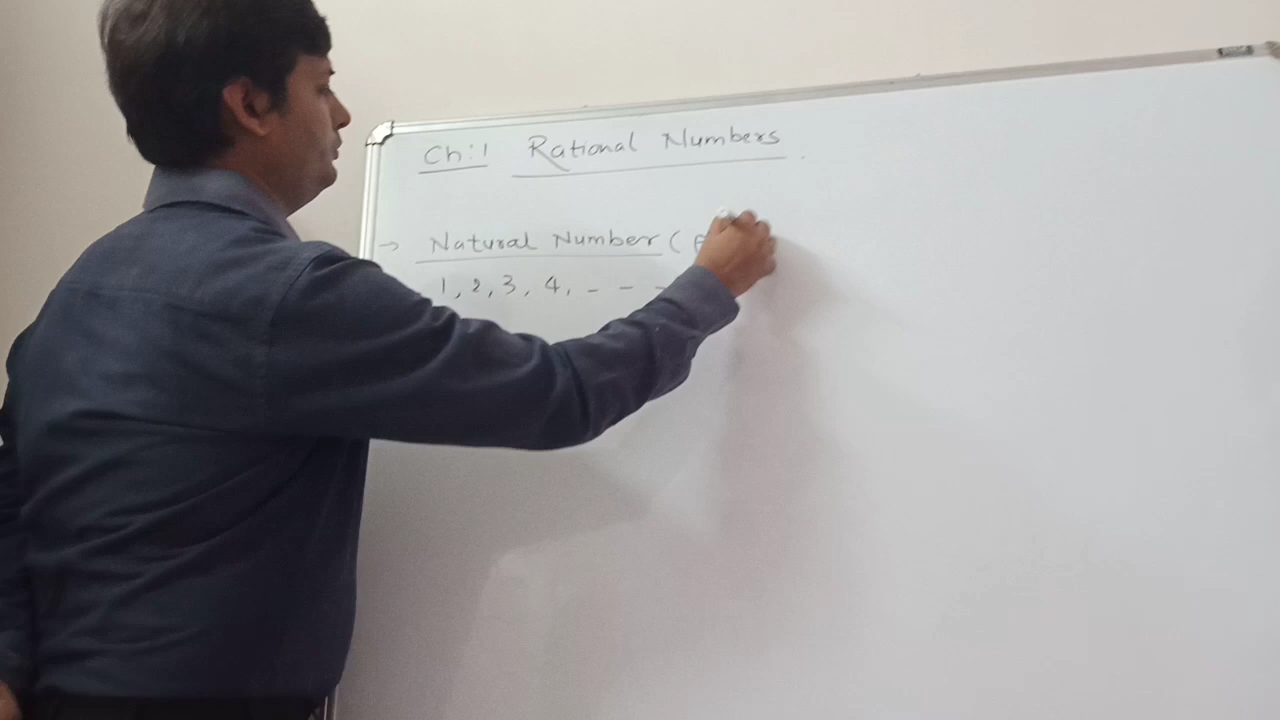 Ch:1 Rational Numbers
→ Natural Number (
1, 2, 3, 4, - - -